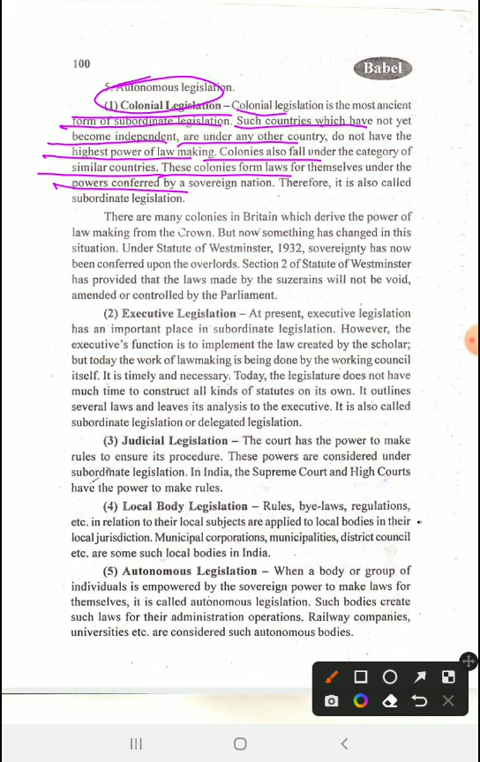 100
Babel
5. Autonomous legislation.
(1) Colonial Legislation – Colonial legislation is the most ancient
form of subordinate legislation. Such countries which have not yet
become independent, are under any other country, do not have the
highest power of law making. Colonies also fall under the category of
similar countries. These colonies form laws for themselves under the
powers conferred by a sovereign nation. Therefore, it is also called
subordinate legislation.
There are many colonies in Britain which derive the power of
law making from the Crown. But now something has changed in this
situation. Under Statute of Westminster, 1932, sovereignty has now
been conferred upon the overlords. Section 2 of Statute of Westminster
has provided that the laws made by the suzerains will not be void,
amended or controlled by the Parliament.
(2) Executive Legislation – At present, executive legislation
has an important place in subordinate legislation. However, the
executive's function is to implement the law created by the scholar;
but today the work of lawmaking is being done by the working council
itself. It is timely and necessary. Today, the legislature does not have
much time to construct all kinds of statutes on its own. It outlines
several laws and leaves its analysis to the executive. It is also called
subordinate legislation or delegated legislation.
(3) Judicial Legislation – The court has the power to make
rules to ensure its procedure. These powers are considered under
subordinate legislation. In India, the Supreme Court and High Courts
have the power to make rules.
(4) Local Body Legislation – Rules, bye-laws, regulations,
etc. in relation to their local subjects are applied to local bodies in their
local jurisdiction. Municipal corporations, municipalities, district council
etc. are some such local bodies in India.
(5) Autonomous Legislation – When a body or group of
individuals is empowered by the sovereign power to make laws for
themselves, it is called autonomous legislation. Such bodies create
such laws for their administration operations. Railway companies,
universities etc. are considered such autonomous bodies.